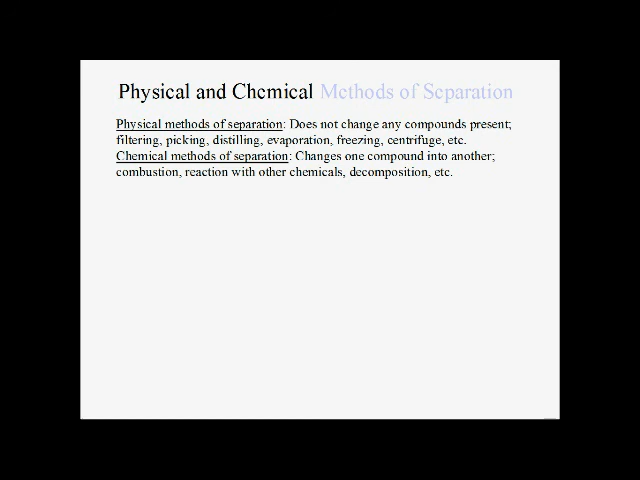 Physical and Chemical Methods of Separation
Physical methods of separation: Does not change any compounds present;
filtering, picking, distilling, evaporation, freezing, centrifuge, etc.
Chemical methods of separation: Changes one compound into another;
combustion, reaction with other chemicals, decomposition, etc.